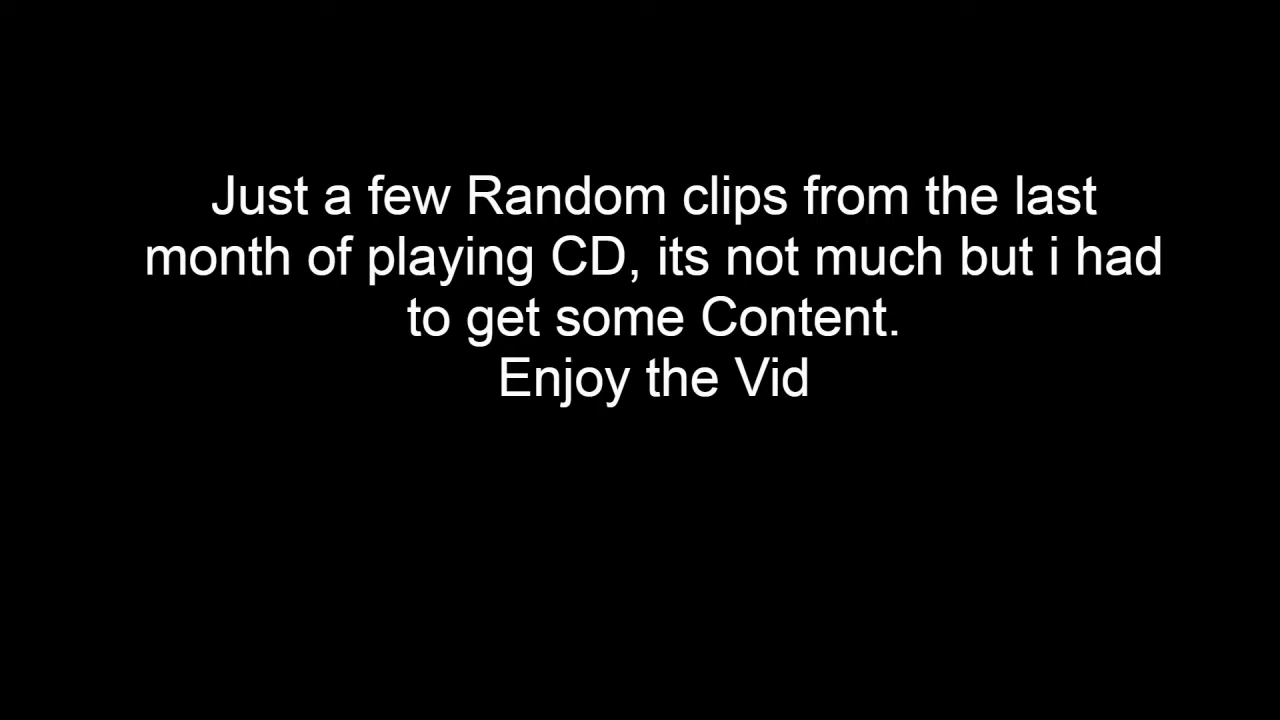 Just a few Random clips from the last
month of playing CD, its not much but i had
to get some Content.
Enjoy the Vid